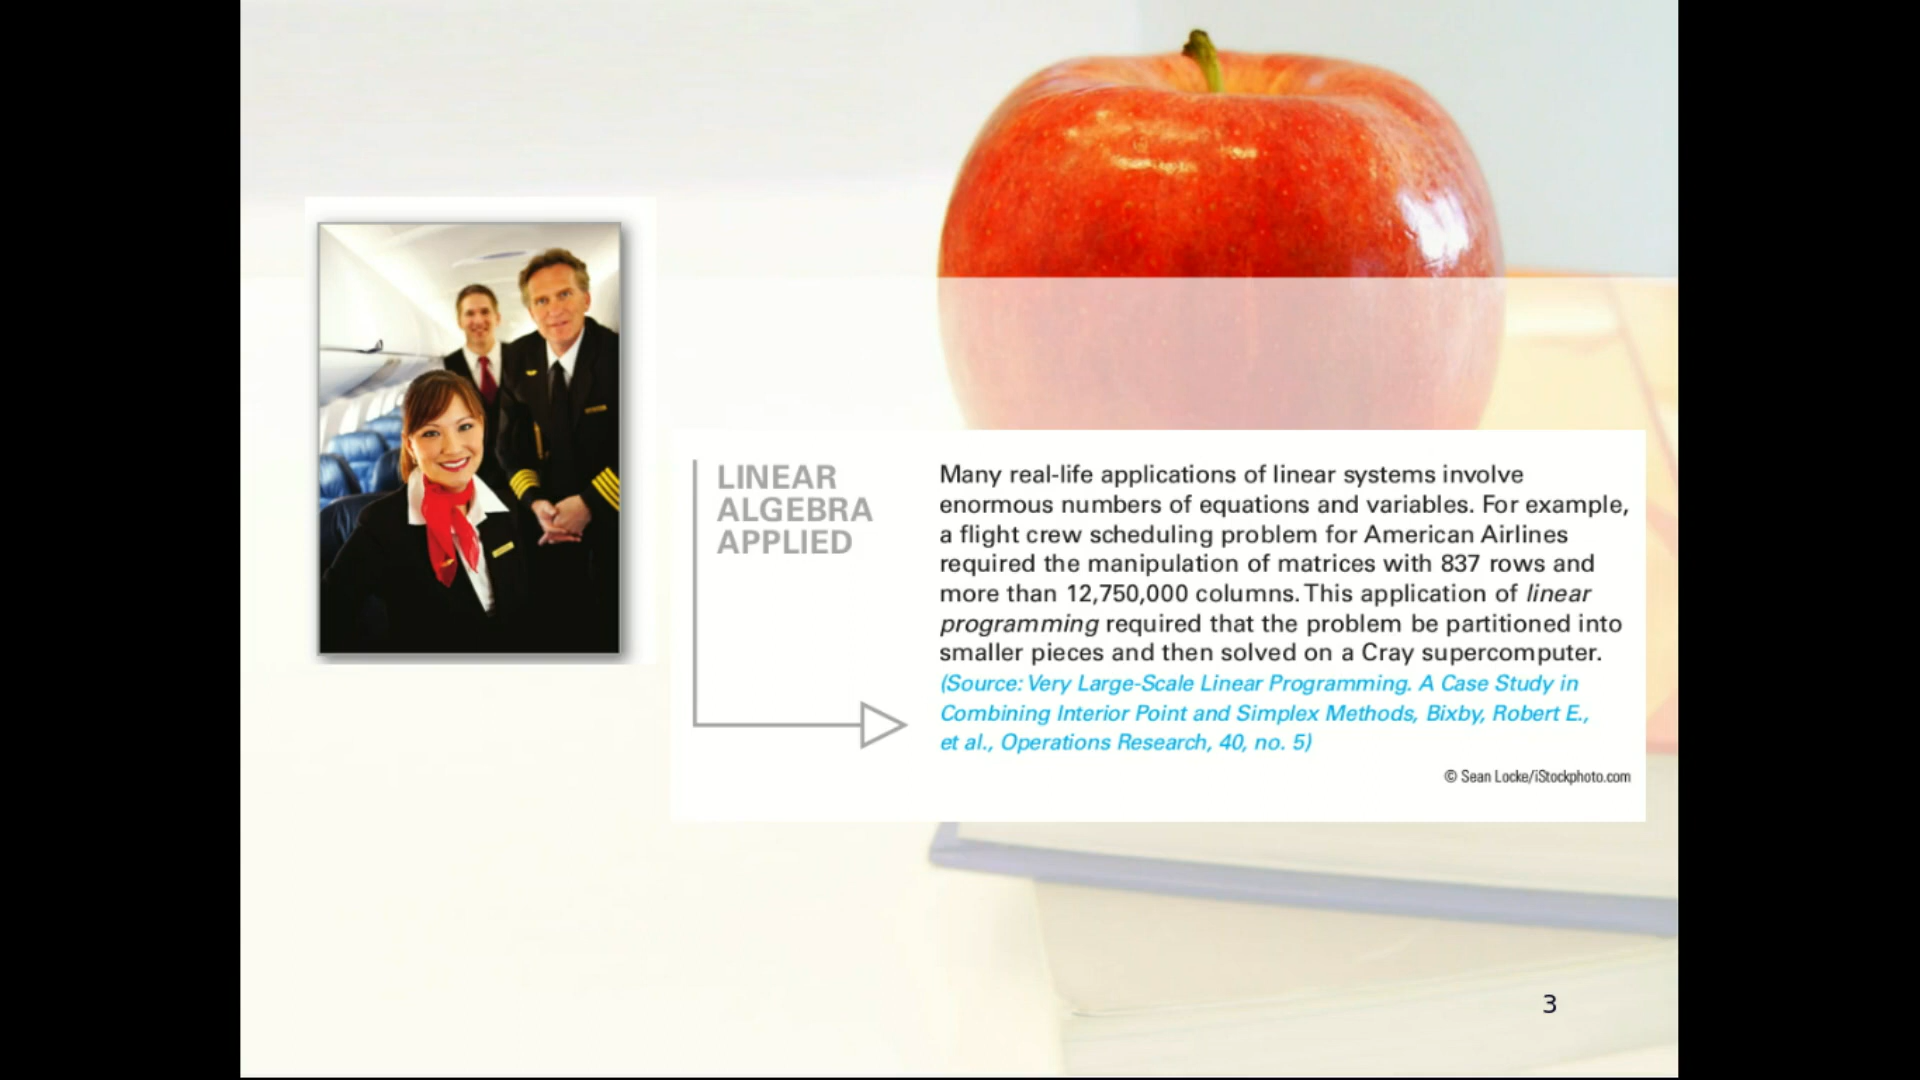 LINEAR
ALGEBRA
APPLIED
Many real-life applications of linear systems involve
enormous numbers of equations and variables. For example,
a flight crew scheduling problem for American Airlines
required the manipulation of matrices with 837 rows and
more than 12,750,000 columns. This application of linear
programming required that the problem be partitioned into
smaller pieces and then solved on a Cray supercomputer.
(Source: Very Large-Scale Linear Programming. A Case Study in
Combining Interior Point and Simplex Methods, Bixby, Robert E.,
et al., Operations Research, 40, no. 5)
© Sean Locke/iStockphoto.com
3